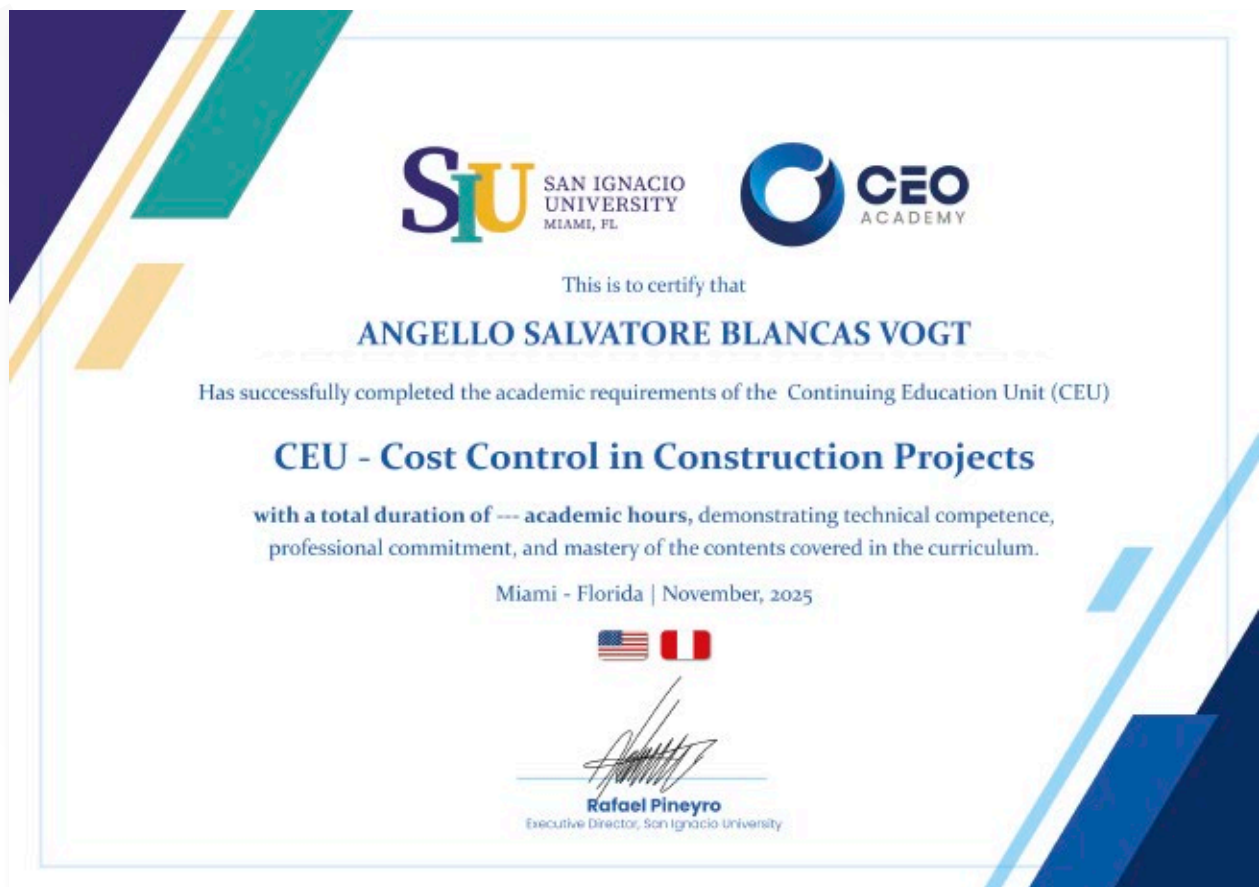 SIU
SAN IGNACIO
UNIVERSITY
MIAMI, FL
CEO
ACADEMY
This is to certify that
ANGELLO SALVATORE BLANCAS VOGT
Has successfully completed the academic requirements of the Continuing Education Unit (CEU)
CEU - Cost Control in Construction Projects
with a total duration of --- academic hours, demonstrating technical competence,
professional commitment, and mastery of the contents covered in the curriculum.
Miami - Florida | November, 2025
Rafael Pineyro
Executive Director, San Ignacio University